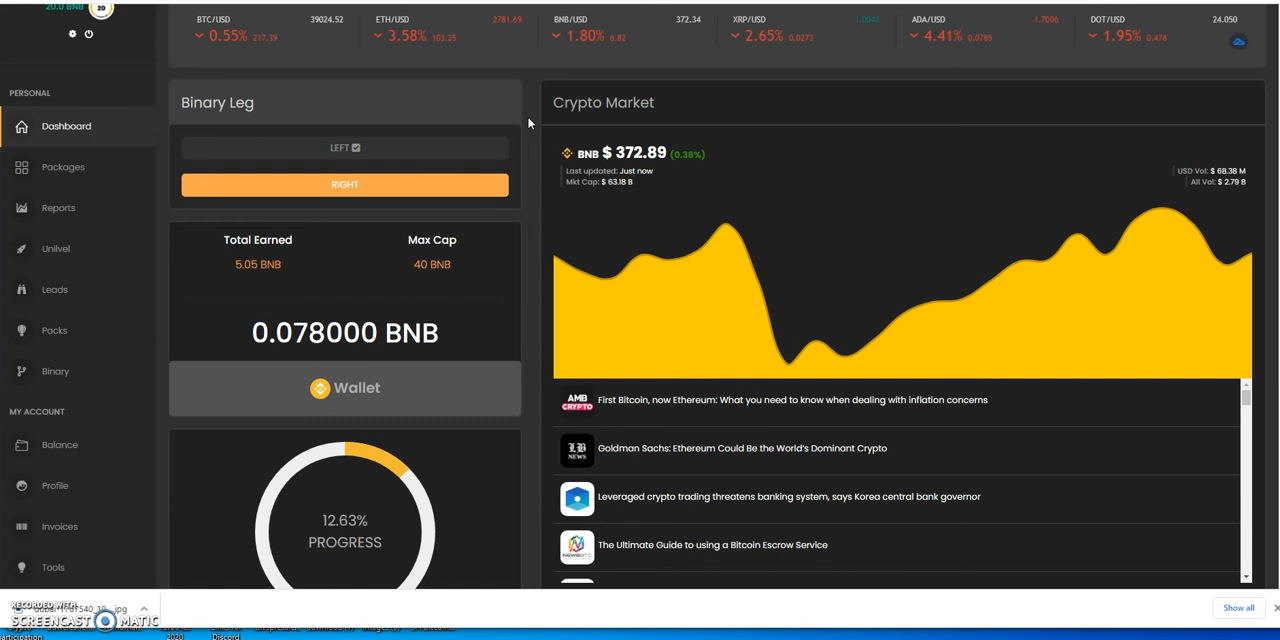 20.0 BNB
20
BTC/USD 39024.52
0.55% 217.39
ETH/USD 2781.69
3.58% 103.25
BNB/USD 372.34
1.80% 6.82
XRP/USD 1.0041
2.65% 0.0273
ADA/USD 1.7006
4.41% 0.0785
DOT/USD 24.050
1.95% 0.478
PERSONAL
Dashboard
Packages
Reports
Unilvel
Leads
Packs
Binary
MY ACCOUNT
Balance
Profile
Invoices
Tools
Binary Leg
LEFT
RIGHT
Total Earned
5.05 BNB
Max Cap
40 BNB
0.078000 BNB
Wallet
12.63%
PROGRESS
Crypto Market
BNB $ 372.89 (0.38%)
Last updated: Just now
Mkt Cap: $ 63.18 B
USD Vol: $ 68.38 M
All Vol: $ 2.79 B
AMB CRYPTO
First Bitcoin, now Ethereum: What you need to know when dealing with inflation concerns
LB NEWS
Goldman Sachs: Ethereum Could Be the World's Dominant Crypto
Leveraged crypto trading threatens banking system, says Korea central bank governor
NEWSBTC
The Ultimate Guide to using a Bitcoin Escrow Service
RECORDED WITH
SCREENCAST MATIC
.jpg
Show all
2020
Discord